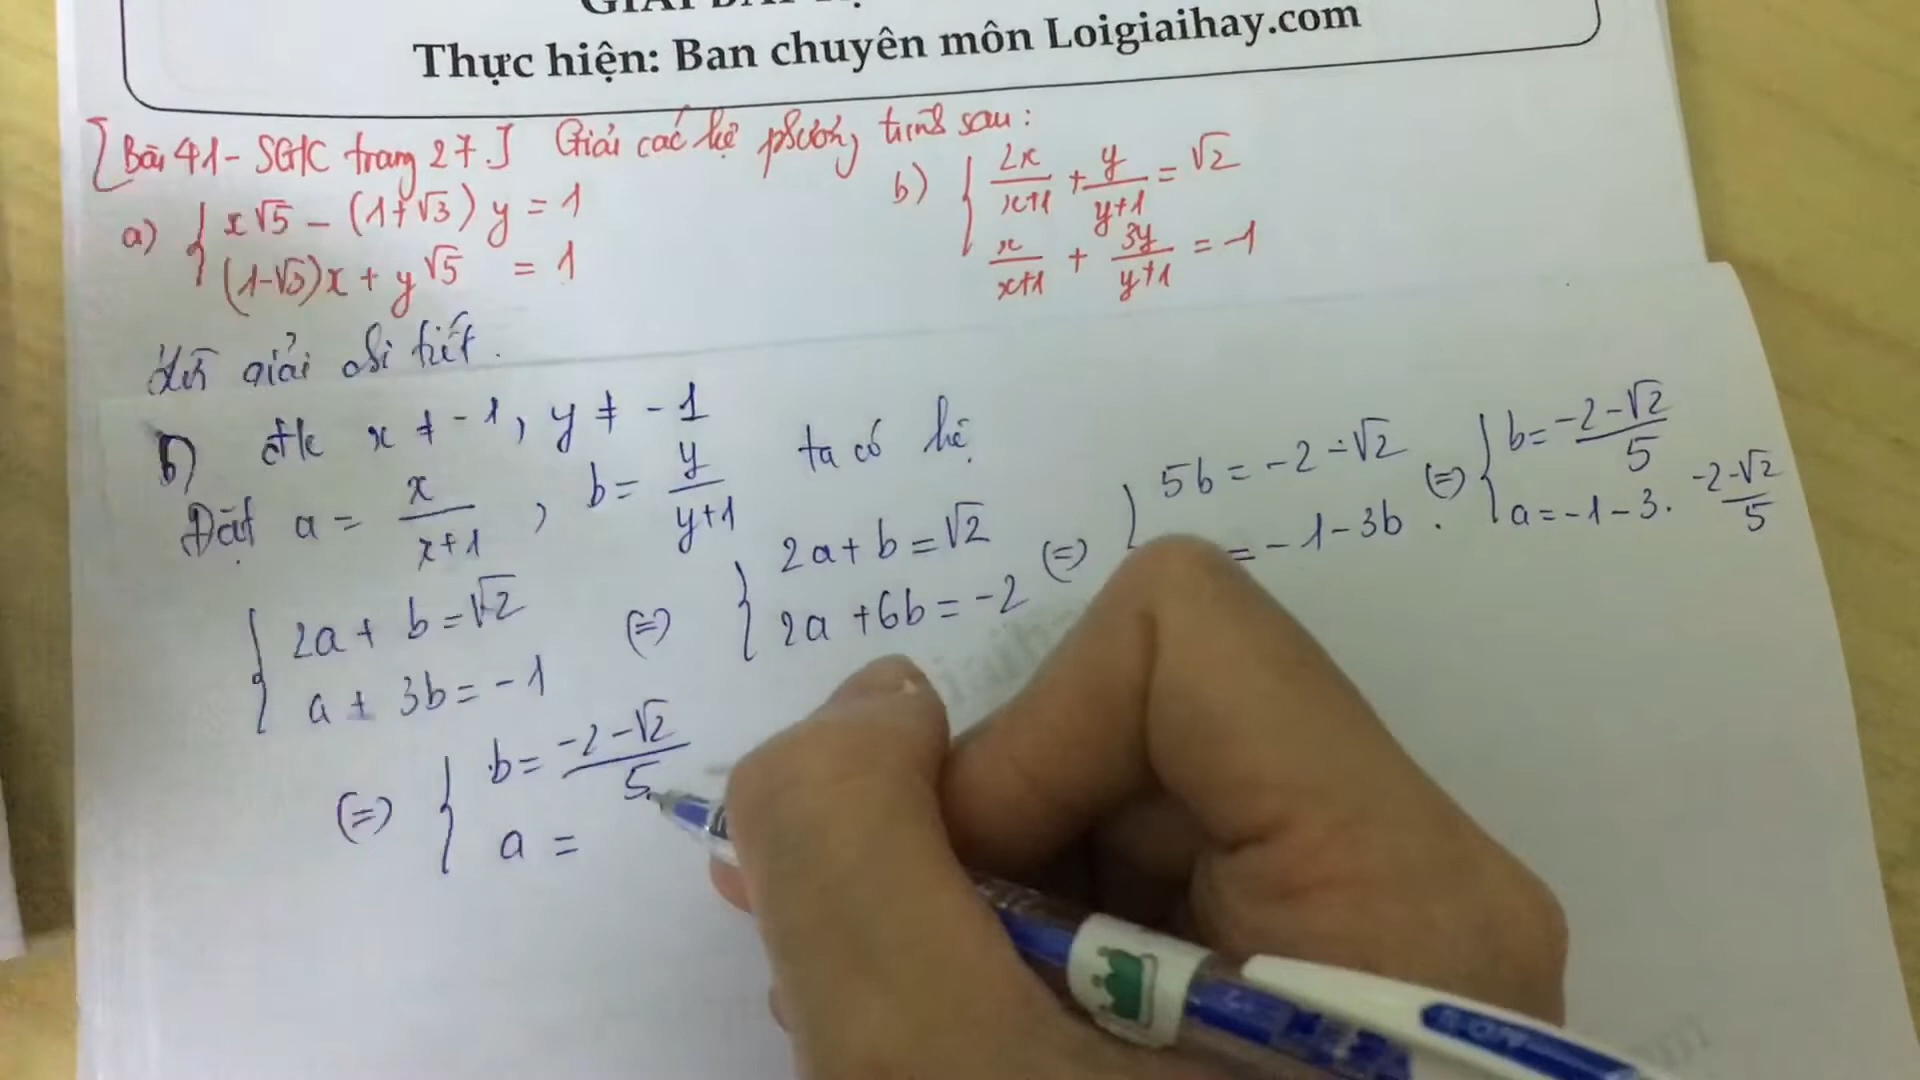 Thực hiện: Ban chuyên môn Loigiaihay.com
[Bài 41 - SGK trang 27.] Giải các hệ phương trình sau:
a) { x√5 - (1+√3) y = 1
(1-√3)x + y√5 = 1
b) { 2x/(x+1) + y/(y+1) = √2
x/(x+1) + 3y/(y+1) = -1
giải chi tiết.
b) đk x ≠ -1, y ≠ -1
Đặt a = x/(x+1), b = y/(y+1) ta có hệ
{ 2a + b = √2
a + 3b = -1
(=) { 2a + b = √2
2a + 6b = -2
(=) { 5b = -2 - √2
= -1 - 3b .
(=) { b = (-2-√2)/5
a = -1 - 3. (-2-√2)/5
(=) { b = (-2-√2)/5
a =